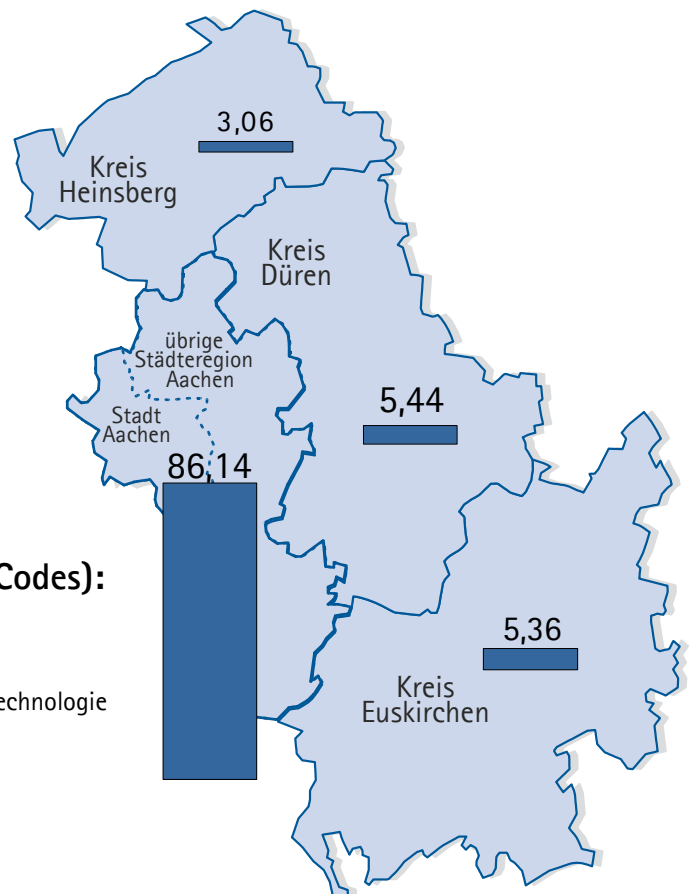 3,06
Kreis
Heinsberg
Kreis
Düren
übrige
Städteregion
Aachen
Stadt
Aachen
5,44
86,14
Codes):
5,36
echnologie
Kreis
Euskirchen